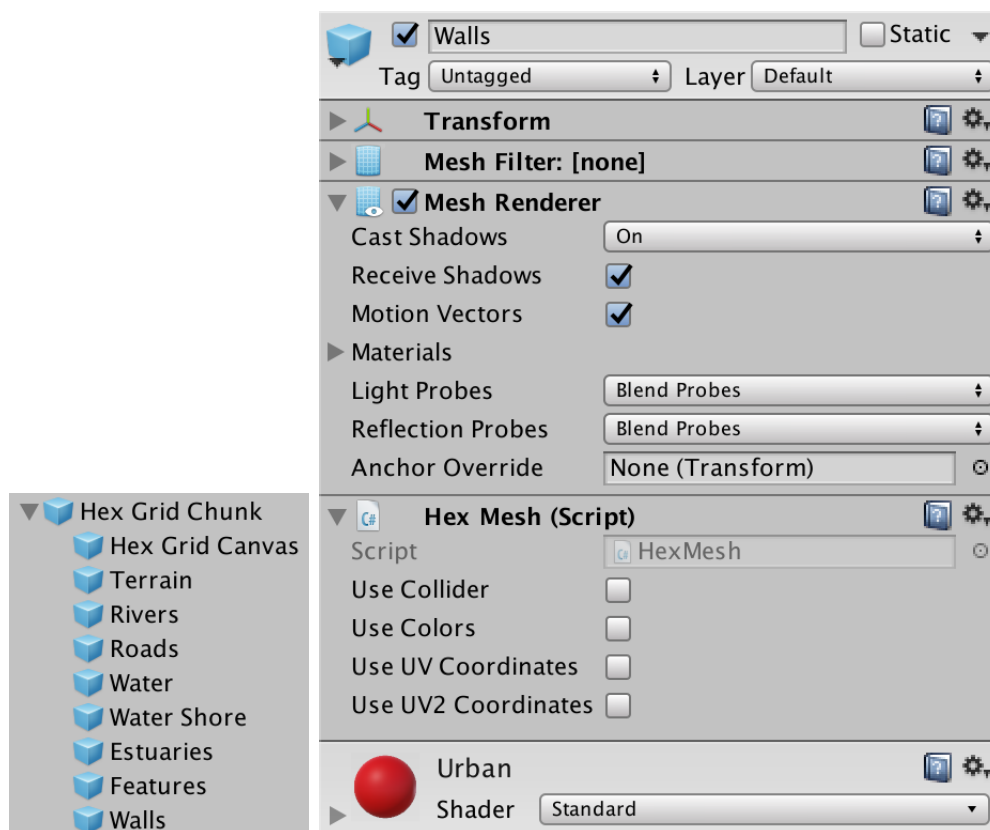 Walls
Static
Tag Untagged Layer Default
Transform
Mesh Filter: [none]
Mesh Renderer
Cast Shadows On
Receive Shadows
Motion Vectors
Materials
Light Probes Blend Probes
Reflection Probes Blend Probes
Anchor Override None (Transform)
C# Hex Mesh (Script)
Script HexMesh
Use Collider
Use Colors
Use UV Coordinates
Use UV2 Coordinates
Urban
Shader Standard
Hex Grid Chunk
Hex Grid Canvas
Terrain
Rivers
Roads
Water
Water Shore
Estuaries
Features
Walls